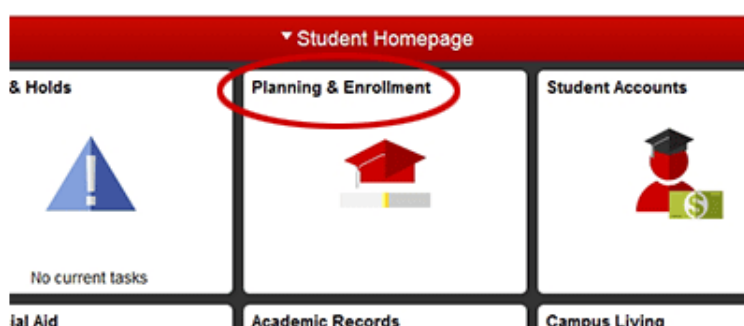 Student Homepage
& Holds
Planning & Enrollment
Student Accounts
$
No current tasks
ial Aid
Academic Records
Campus Living